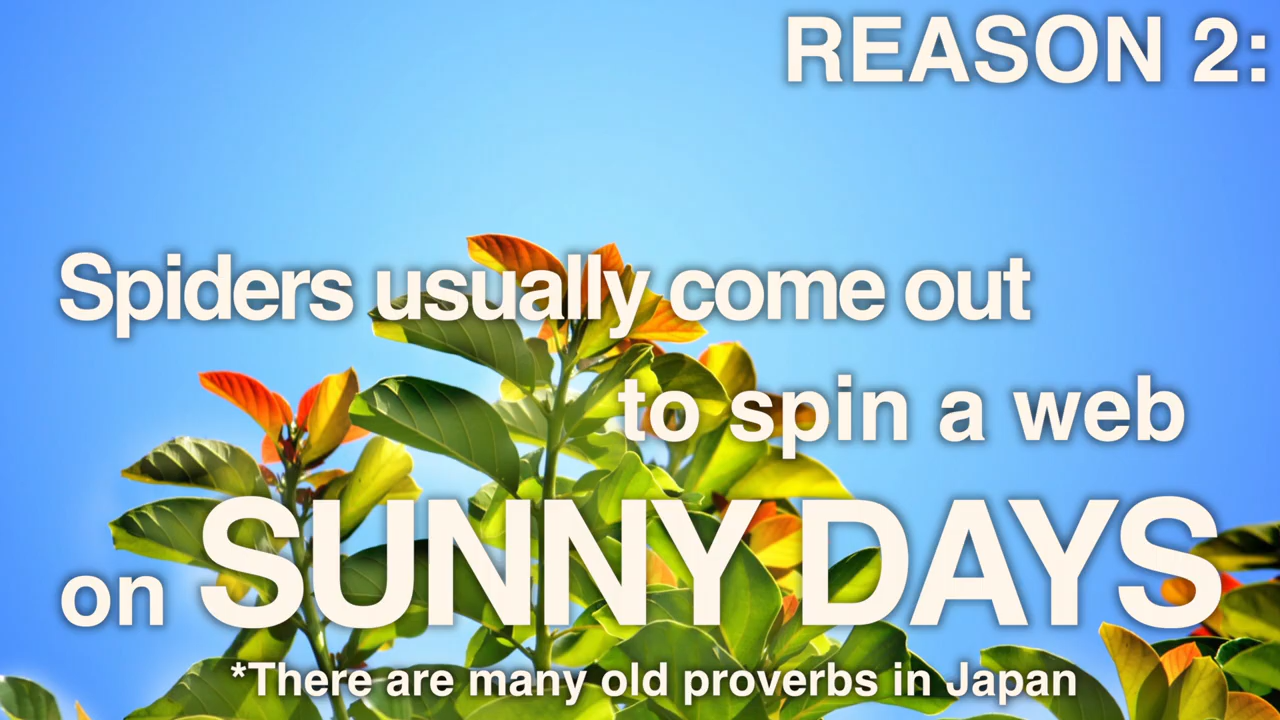 REASON 2:
Spiders usually come out
to spin a web
on SUNNY DAYS
*There are many old proverbs in Japan